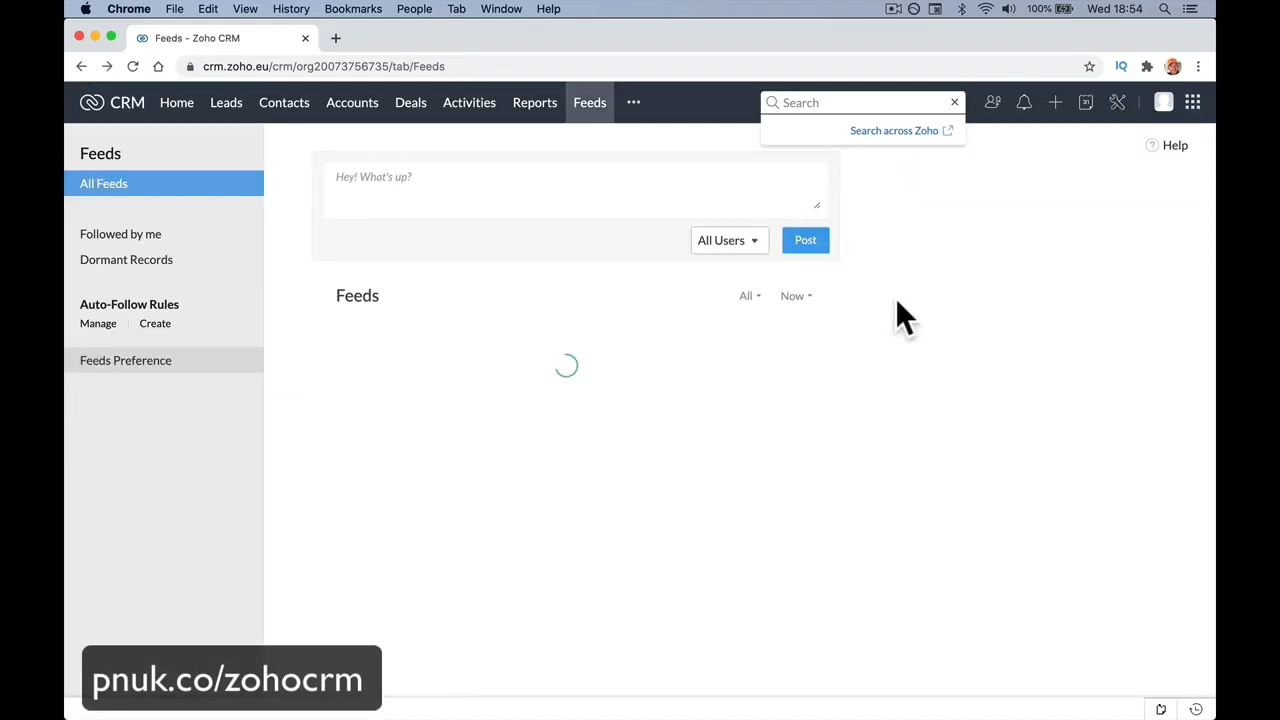 Chrome File Edit View History Bookmarks People Tab Window Help 100% Wed 18:54
Feeds - Zoho CRM
crm.zoho.eu/crm/org20073756735/tab/Feeds IQ
CRM Home Leads Contacts Accounts Deals Activities Reports Feeds ••• Search 31
Search across Zoho
Help
Feeds
All Feeds
Followed by me
Dormant Records
Auto-Follow Rules
Manage Create
Feeds Preference
Hey! What's up?
All Users Post
Feeds All Now
pnuk.co/zohocrm